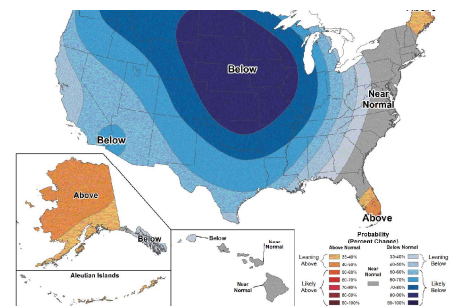 Below
Near
Normal
Below
Above
Above
Below
Aleutian Islands
Below
Near
Normal
Near
Normal
Probability
(Percent Chance)
Above Normal
Below Normal
Leaning
Above
Likely
Above
33-40%
40-50%
50-60%
60-70%
70-80%
80-90%
90-100%
Near
Normal
33-40%
40-50%
50-60%
60-70%
70-80%
80-90%
90-100%
Leaning
Below
Likely
Below